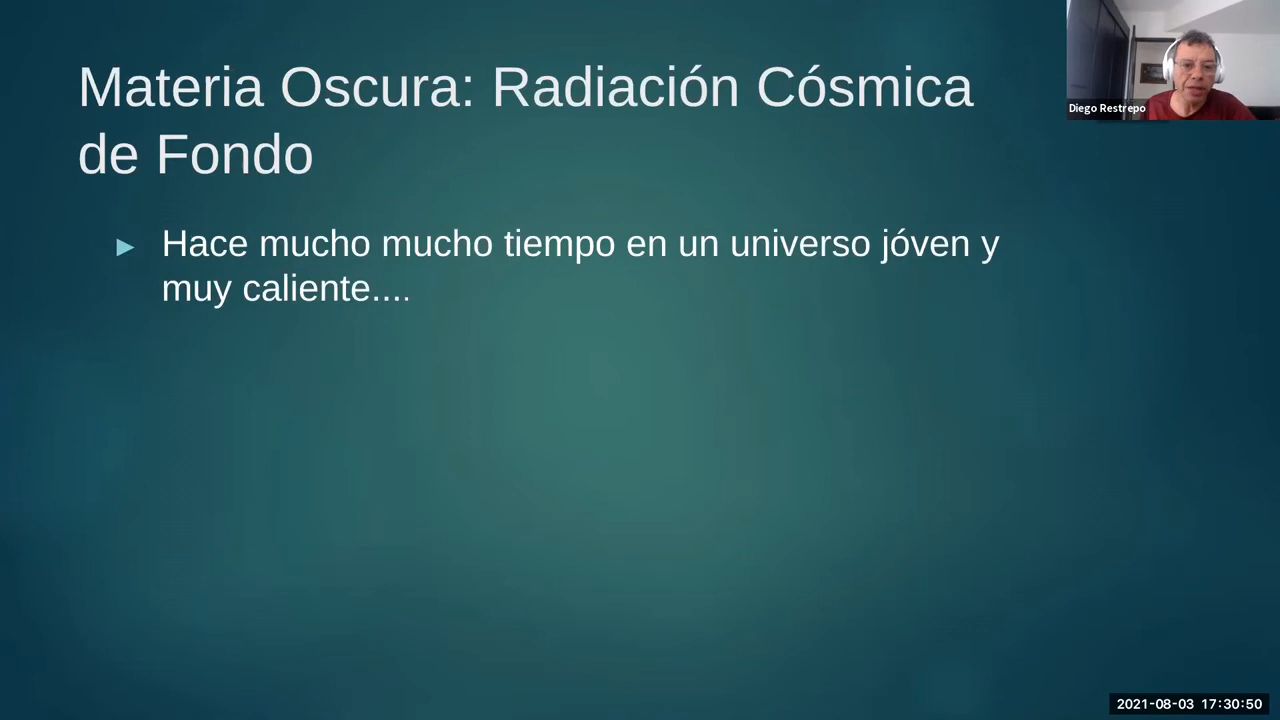 Materia Oscura: Radiación Cósmica
de Fondo
Hace mucho mucho tiempo en un universo jóven y
muy caliente....
Diego Restrepo
2021-08-03 17:30:50